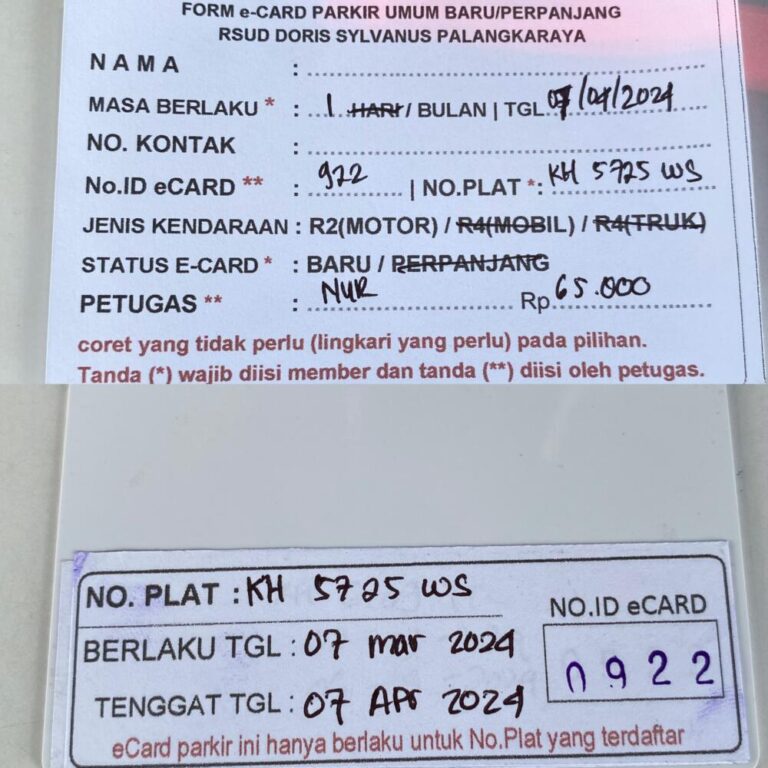 FORM e-CARD PARKIR UMUM BARU/PERPANJANG
RSUD DORIS SYLVANUS PALANGKARAYA
NAMA :
MASA BERLAKU * : 1 HARI / BULAN | TGL 07/04/2024
NO. KONTAK :
No.ID eCARD ** : 922 | NO.PLAT *: KH 5725 WS
JENIS KENDARAAN : R2(MOTOR) / R4(MOBIL) / R4(TRUK)
STATUS E-CARD * : BARU / PERPANJANG
PETUGAS ** : NUR Rp 65.000
coret yang tidak perlu (lingkari yang perlu) pada pilihan.
Tanda (*) wajib diisi member dan tanda (**) diisi oleh petugas.
NO. PLAT : KH 5725 WS
BERLAKU TGL : 07 mar 2024
TENGGAT TGL : 07 Apr 2024
NO.ID eCARD
0922
eCard parkir ini hanya berlaku untuk No.Plat yang terdaftar